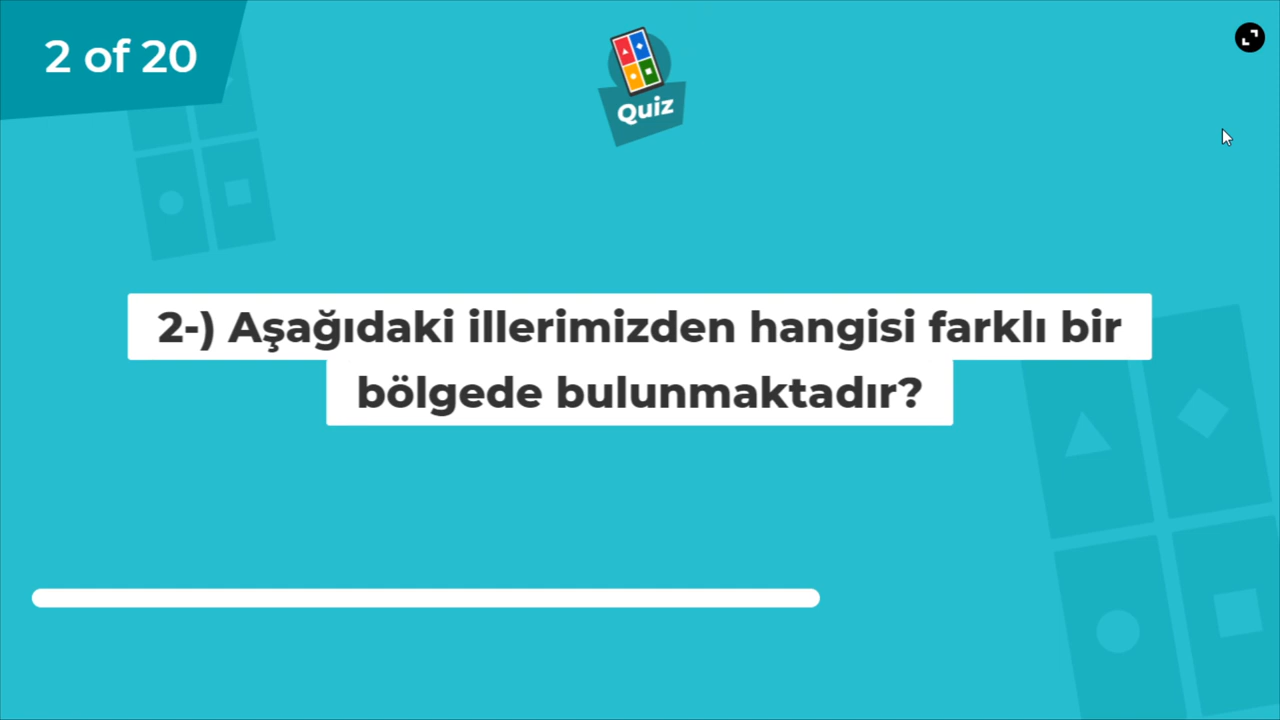 2 of 20
Quiz
2-) Aşağıdaki illerimizden hangisi farklı bir
bölgede bulunmaktadır?